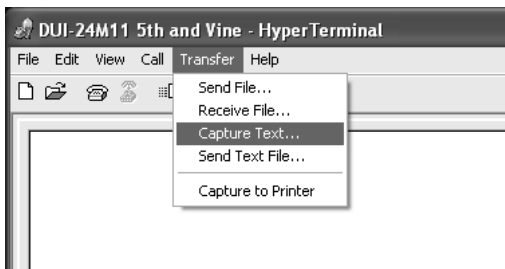 DUI-24M11 5th and Vine - HyperTerminal
File Edit View Call Transfer Help
Send File...
Receive File...
Capture Text...
Send Text File...
Capture to Printer